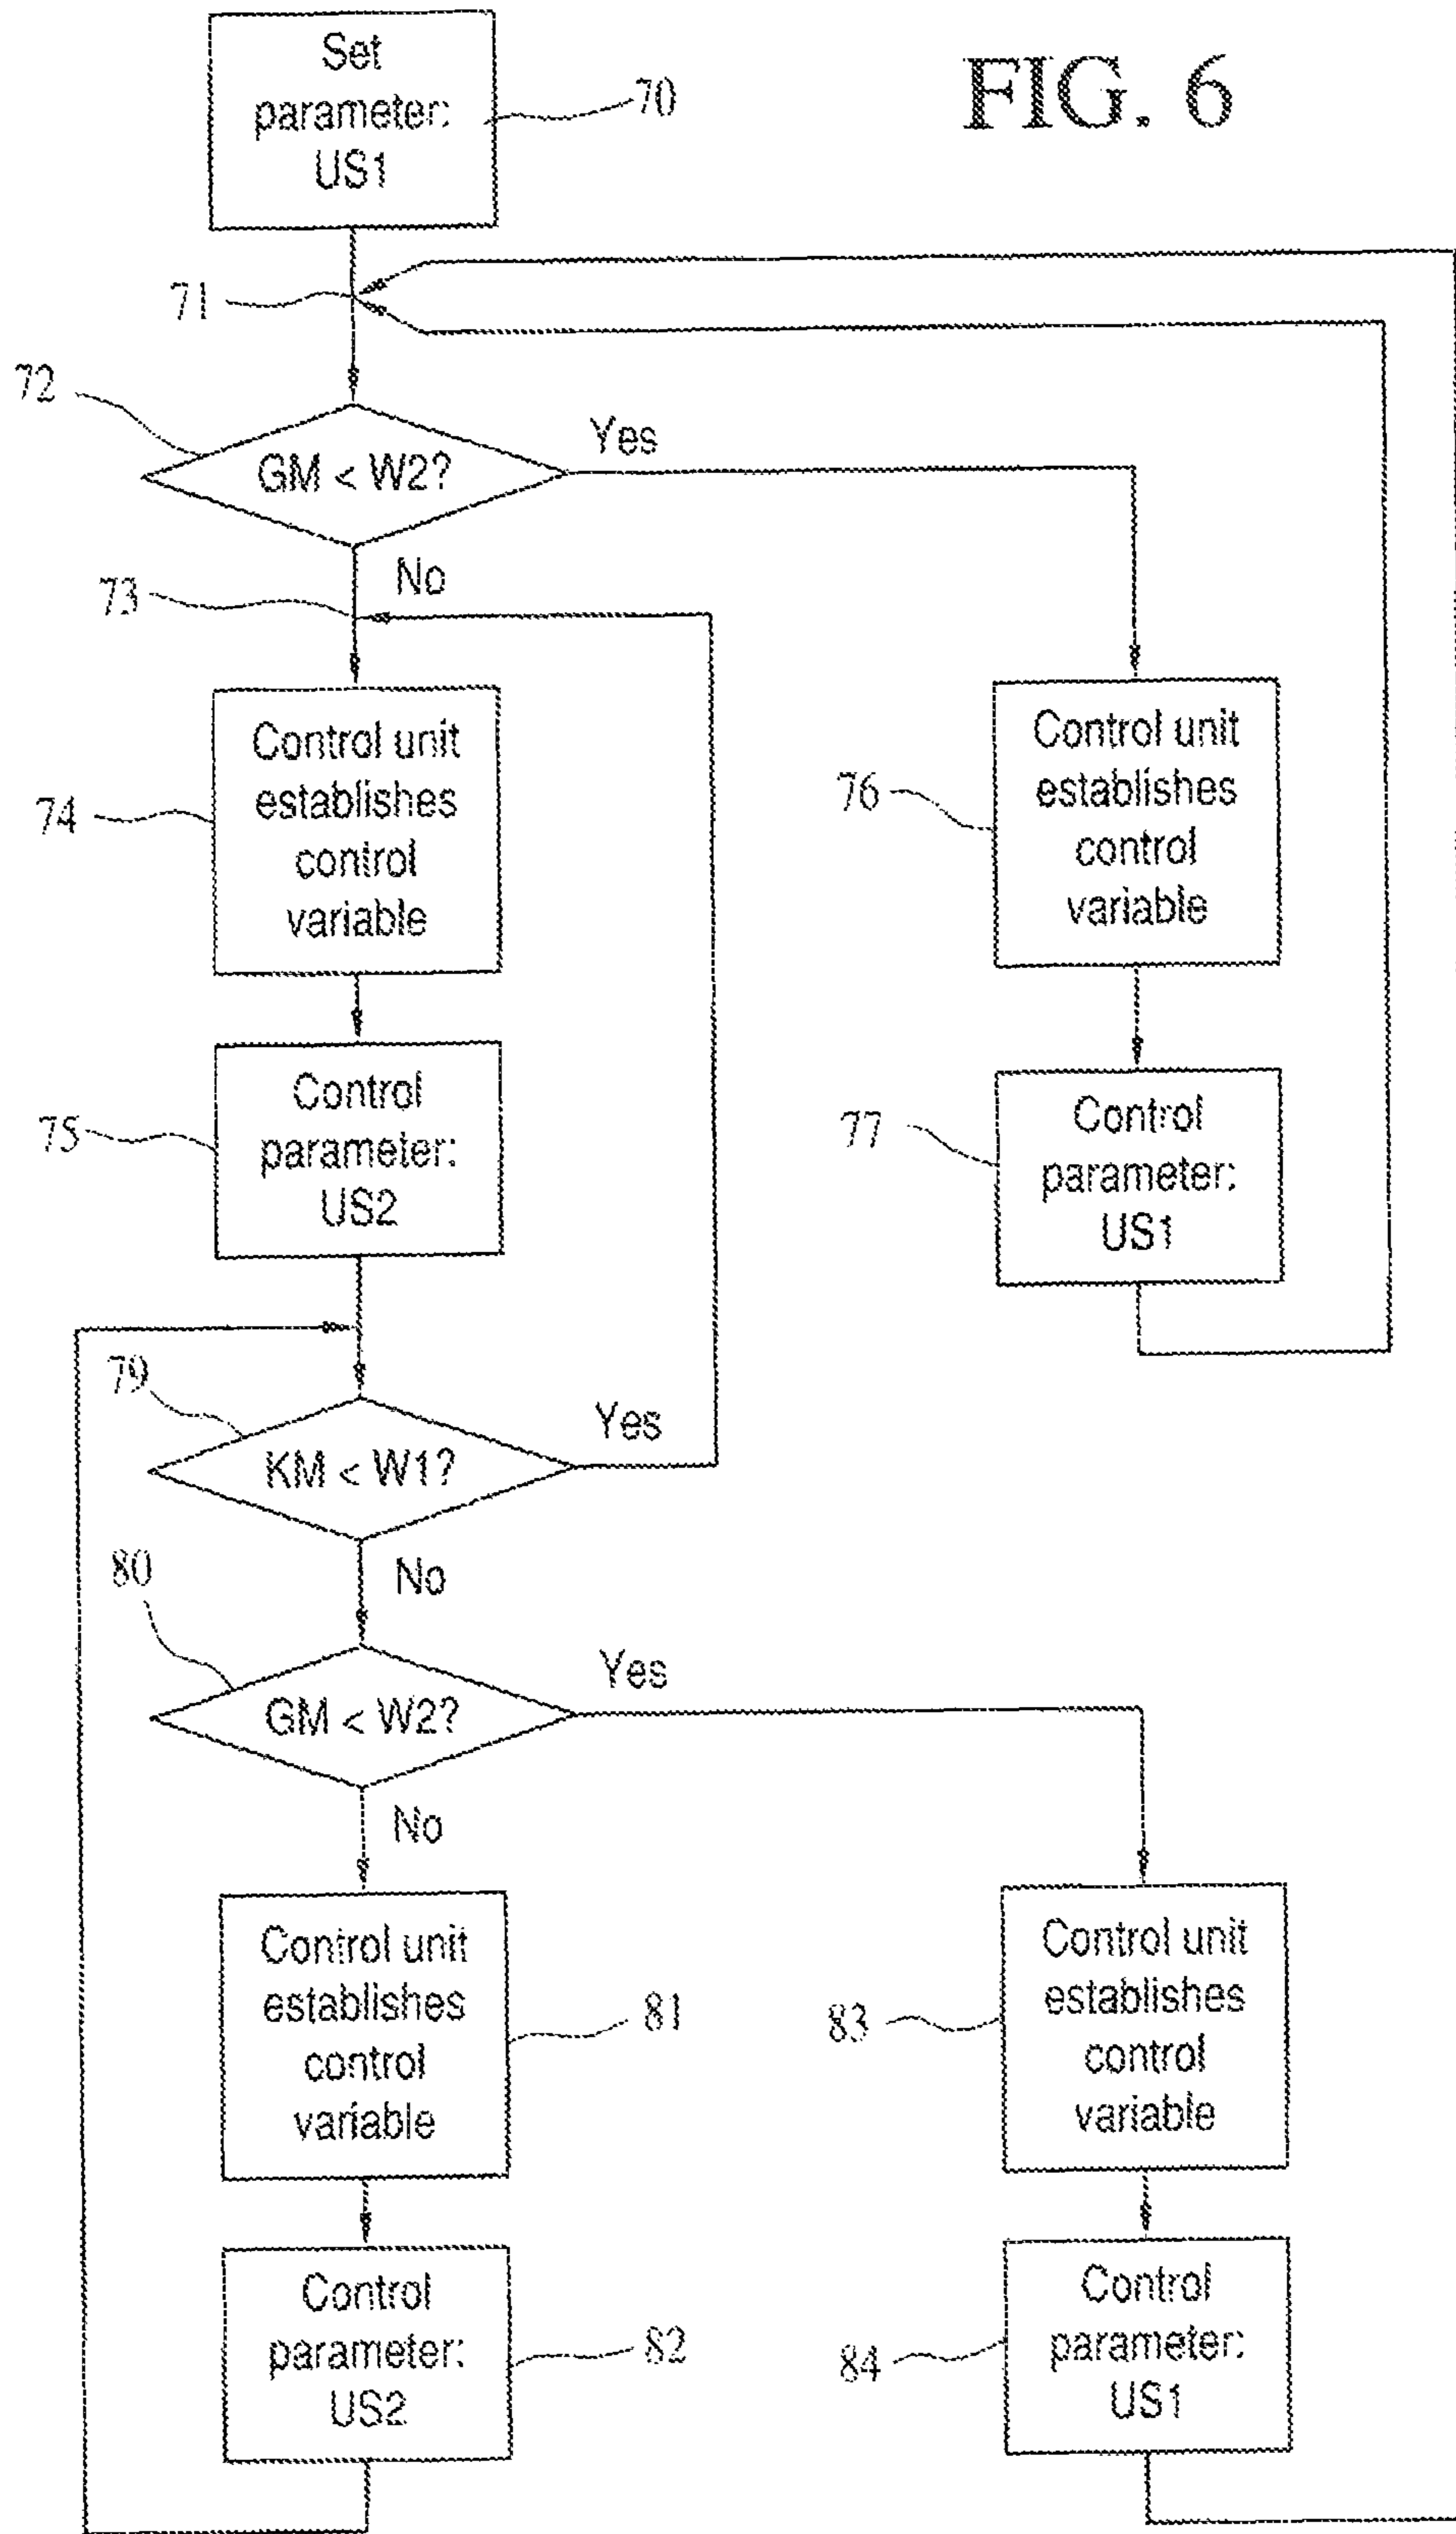 FIG. 6
Set
parameter:
US1
70
71
72
GM < W2?
Yes
No
73
74
Control unit
establishes
control
variable
76
Control unit
establishes
control
variable
75
Control
parameter:
US2
77
Control
parameter:
US1
79
KM < W1?
Yes
No
80
GM < W2?
Yes
No
Control unit
establishes
control
variable
81
83
Control unit
establishes
control
variable
Control
parameter:
US2
82
84
Control
parameter:
US1